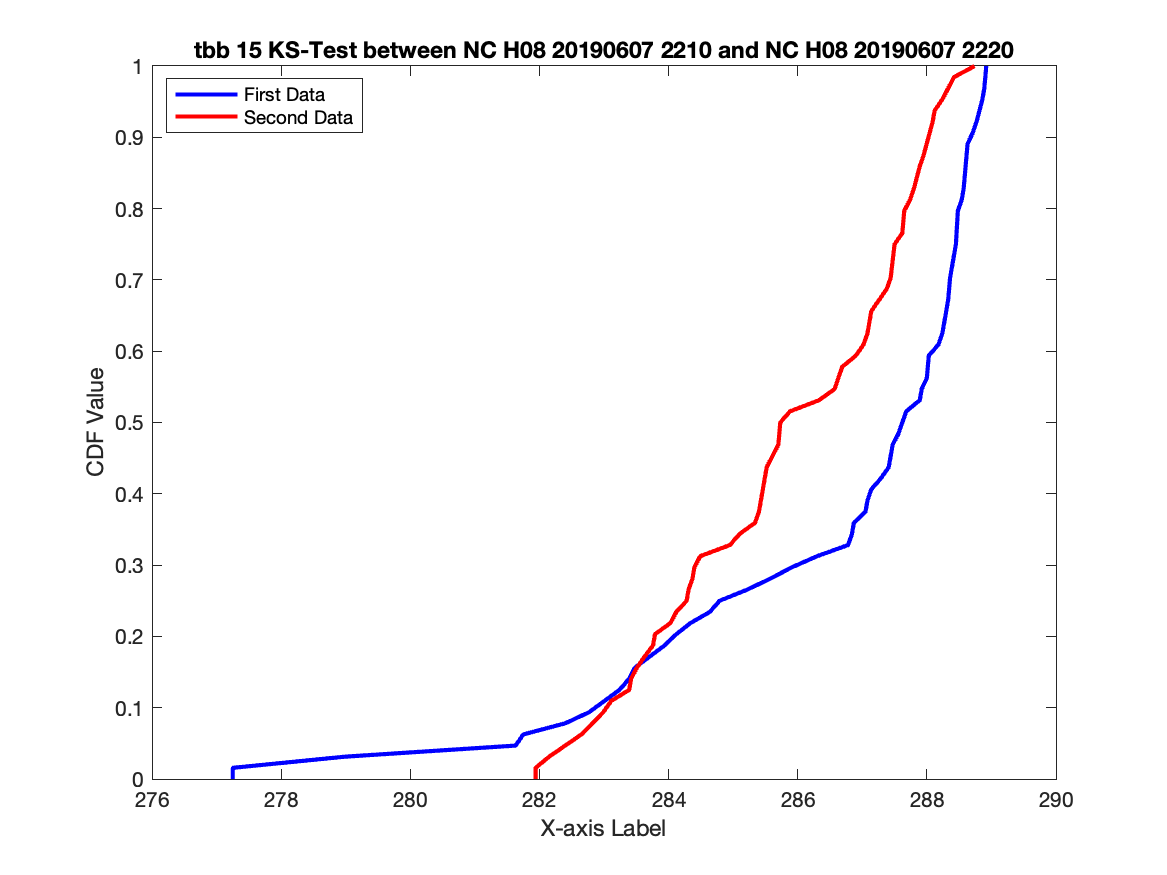 tbb 15 KS-Test between NC H08 20190607 2210 and NC H08 20190607 2220
First Data
Second Data
1
0.9
0.8
0.7
0.6
0.5
0.4
0.3
0.2
0.1
0
CDF Value
276 278 280 282 284 286 288 290
X-axis Label